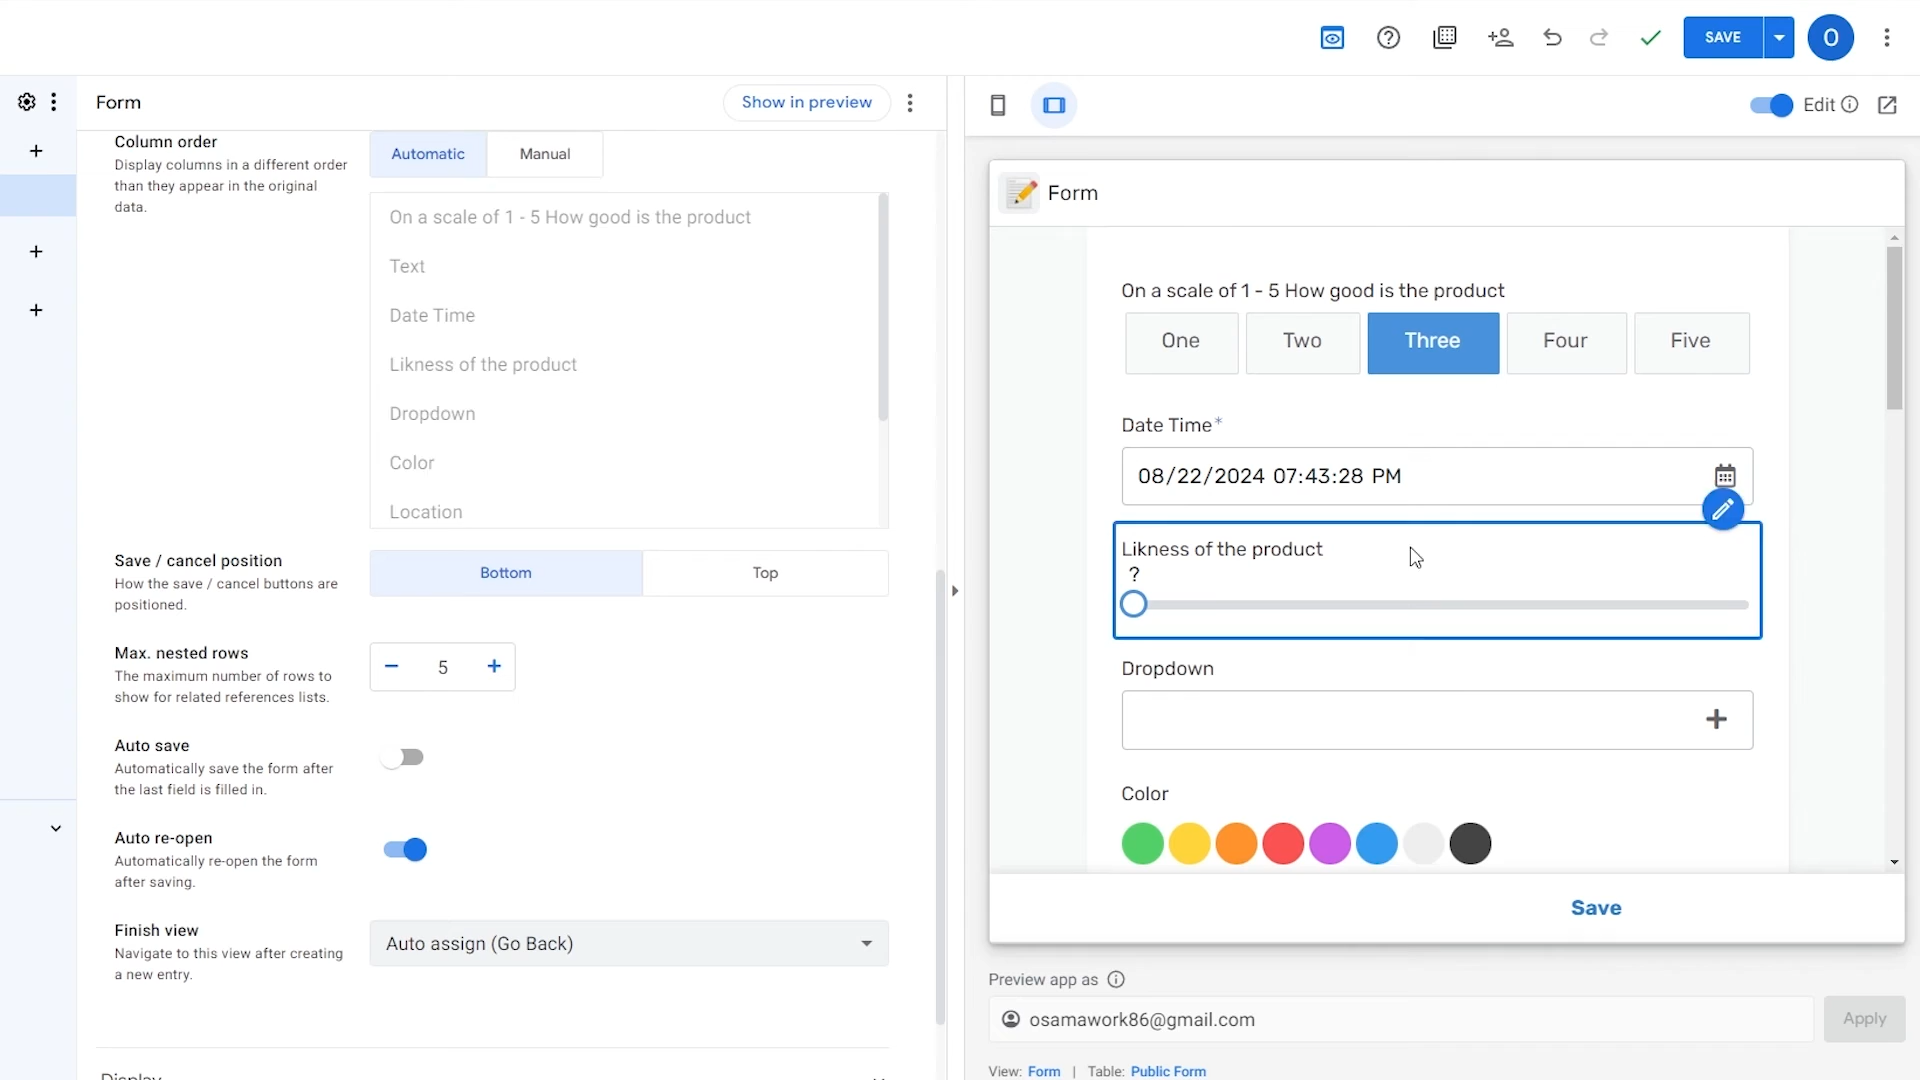 SAVE
O
Form
Show in preview
Edit
Column order
Display columns in a different order
than they appear in the original
data.
Automatic
Manual
On a scale of 1 - 5 How good is the product
Text
Date Time
Likness of the product
Dropdown
Color
Location
Save / cancel position
How the save / cancel buttons are
positioned.
Bottom
Top
Max. nested rows
The maximum number of rows to
show for related references lists.
5
Auto save
Automatically save the form after
the last field is filled in.
Auto re-open
Automatically re-open the form
after saving.
Finish view
Navigate to this view after creating
a new entry.
Auto assign (Go Back)
Display
Form
On a scale of 1 - 5 How good is the product
One
Two
Three
Four
Five
Date Time*
08/22/2024 07:43:28 PM
Likness of the product
?
Dropdown
Color
Save
Preview app as
osamawork86@gmail.com
Apply
View: Form | Table: Public Form